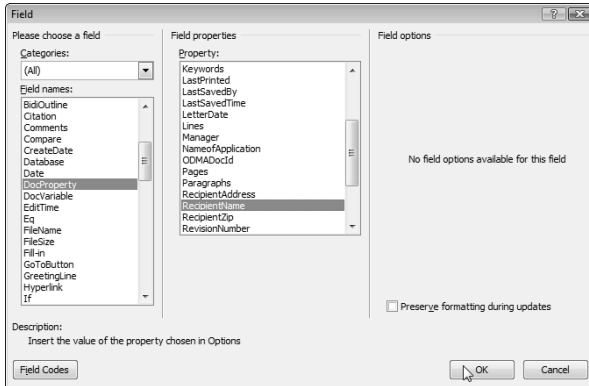 Field
Please choose a field
Categories:
(All)
Field names:
BidiOutline
Citation
Comments
Compare
CreateDate
Database
Date
DocProperty
DocVariable
EditTime
Eq
FileName
FileSize
Fill-in
GoToButton
GreetingLine
Hyperlink
If
Field properties
Property:
Keywords
LastPrinted
LastSavedBy
LastSavedTime
LetterDate
Lines
Manager
NameofApplication
ODMADocId
Pages
Paragraphs
RecipientAddress
RecipientName
RecipientZip
RevisionNumber
Field options
No field options available for this field
Preserve formatting during updates
Description:
Insert the value of the property chosen in Options
Field Codes
OK
Cancel